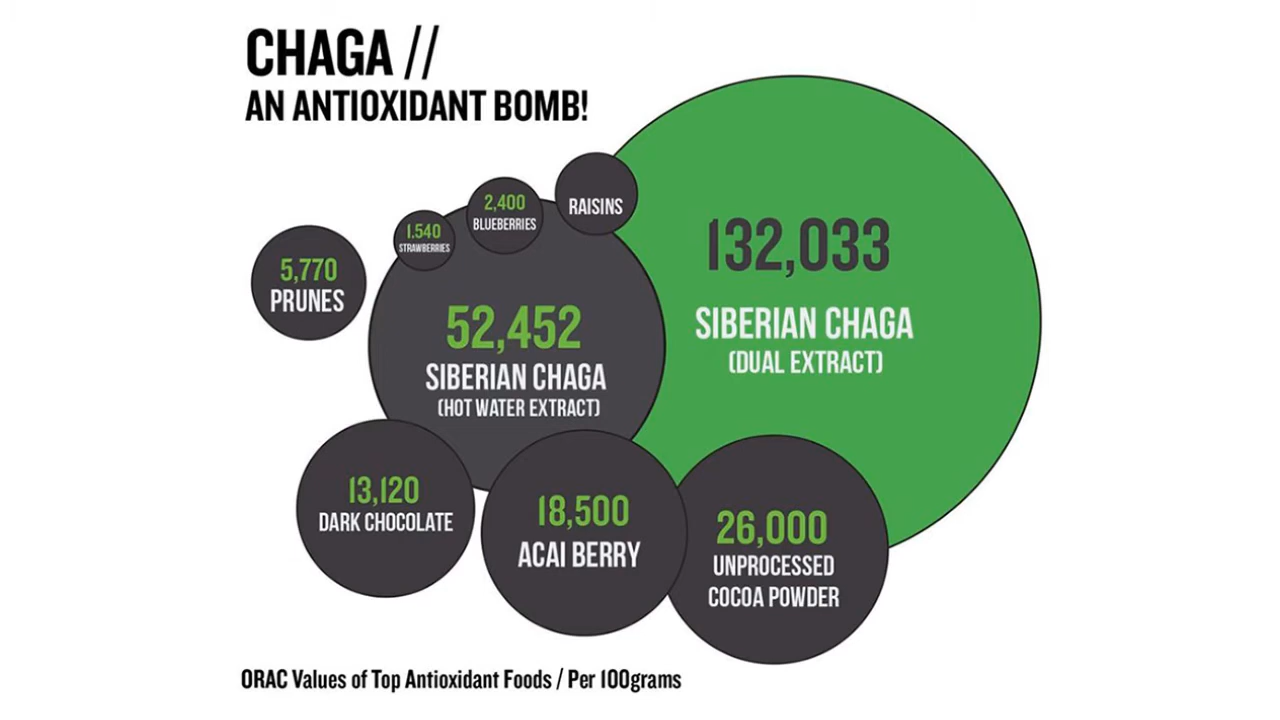 CHAGA //
AN ANTIOXIDANT BOMB!
RAISINS
2,400
BLUEBERRIES
1.540
STRAWBERRIES
5,770
PRUNES
132,033
SIBERIAN CHAGA
(DUAL EXTRACT)
52,452
SIBERIAN CHAGA
(HOT WATER EXTRACT)
13,120
DARK CHOCOLATE
18,500
ACAI BERRY
26,000
UNPROCESSED
COCOA POWDER
ORAC Values of Top Antioxidant Foods / Per 100grams